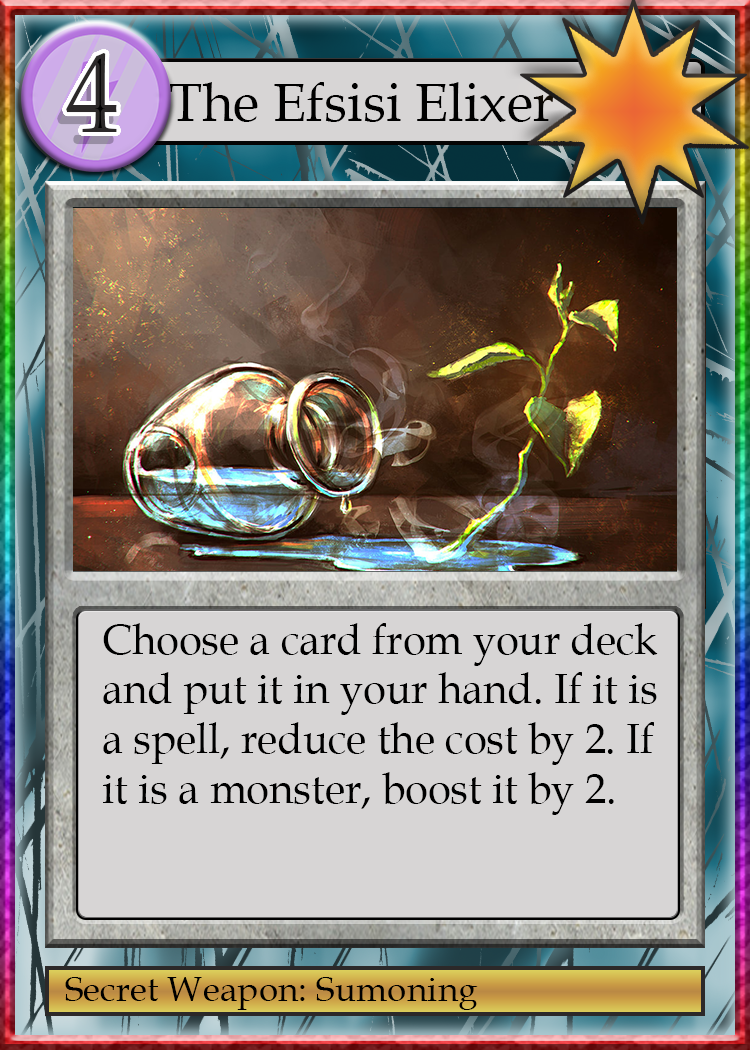 4
The Efsisi Elixer
Choose a card from your deck
and put it in your hand. If it is
a spell, reduce the cost by 2. If
it is a monster, boost it by 2.
Secret Weapon: Sumoning